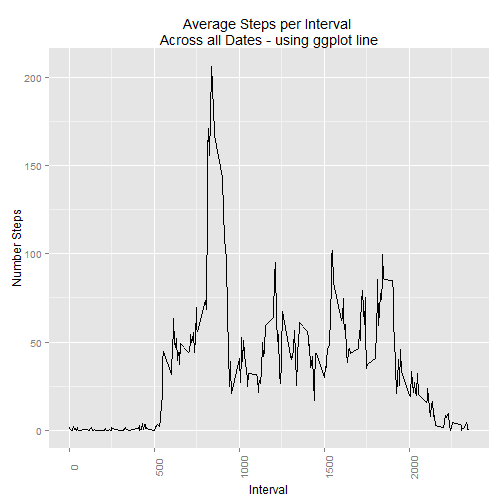 Average Steps per Interval
Across all Dates - using ggplot line
Number Steps
200
150
100
50
0
0
500
1000
1500
2000
Interval